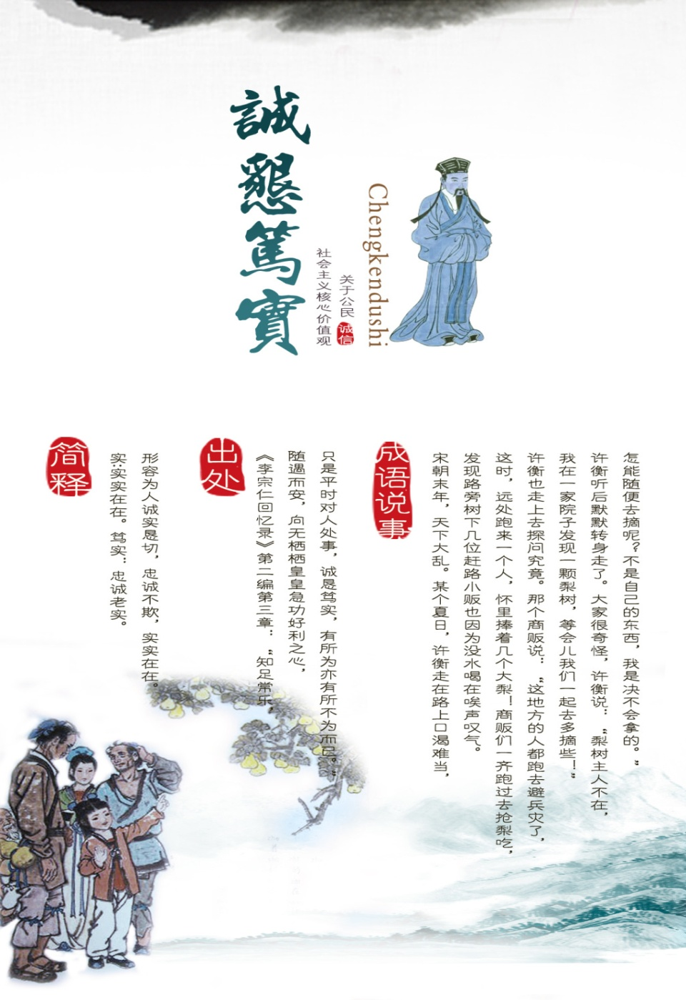 誠懇篤實
社会主义核心价值观
关于公民
诚信
Chengkendushi
简释
实:实实在在。笃实：忠诚老实。
形容为人诚实恳切，忠诚不欺，实实在在。
出处
《李宗仁回忆录》第二编第三章：“知足常乐，
随遇而安，向无栖栖皇皇急功好利之心，
只是平时对人处事，诚恳笃实，有所为亦有所不为而已。”
成语说事
宋朝末年，天下大乱。某个夏日，许衡走在路上口渴难当，
发现路旁树下几位赶路小贩也因为没水喝在唉声叹气。
这时，远处跑来一个人，怀里捧着几个大梨！商贩们一齐跑过去抢梨吃，
许衡也走上去探问究竟。那个商贩说：“这地方的人都跑去避兵灾了，
我在一家院子发现一颗梨树，等会儿我们一起去多摘些！”
许衡听后默默转身走了。大家很奇怪，许衡说：“梨树主人不在，
怎能随便去摘呢？不是自己的东西，我是决不会拿的。”